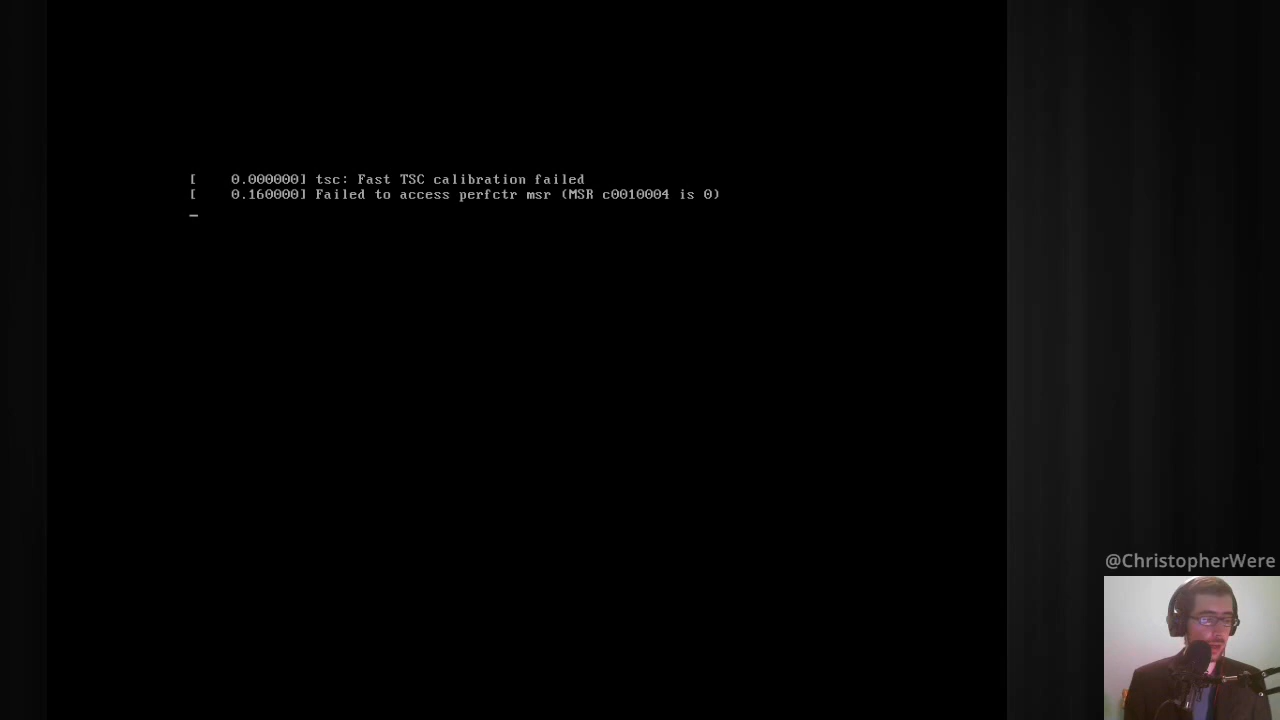 [    0.000000] tsc: Fast TSC calibration failed
[    0.160000] Failed to access perfctr msr (MSR c0010004 is 0)
_
@ChristopherWere